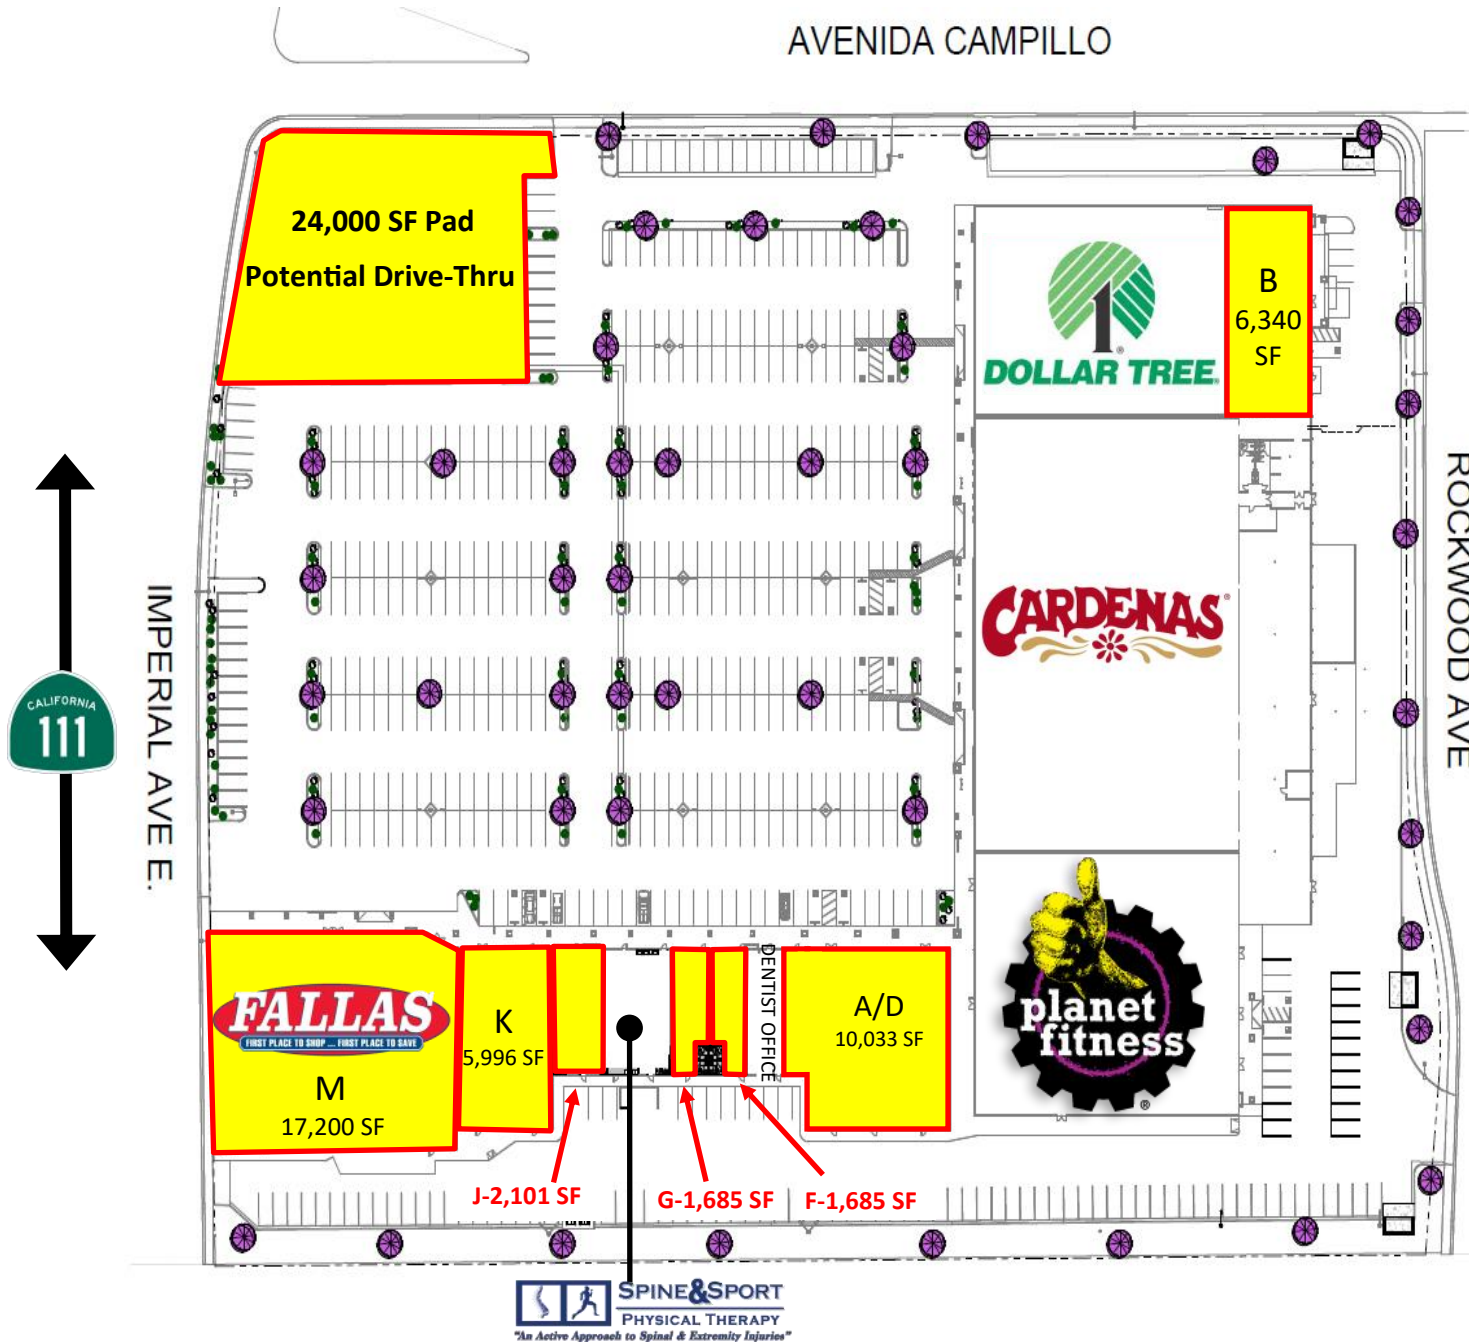 AVENIDA CAMPILLO
24,000 SF Pad
Potential Drive-Thru
1
DOLLAR TREE
B
6,340
SF
ROCKWOOD AVE
CARDENAS
IMPERIAL AVE E.
CALIFORNIA
111
planet
fitness
FALLAS
FIRST PLACE TO SHOP ... FIRST PLACE TO SAVE
M
17,200 SF
K
5,996 SF
DENTIST OFFICE
A/D
10,033 SF
J-2,101 SF
G-1,685 SF
F-1,685 SF
SPINE&SPORT
PHYSICAL THERAPY
"An Active Approach to Spinal & Extremity Injuries"